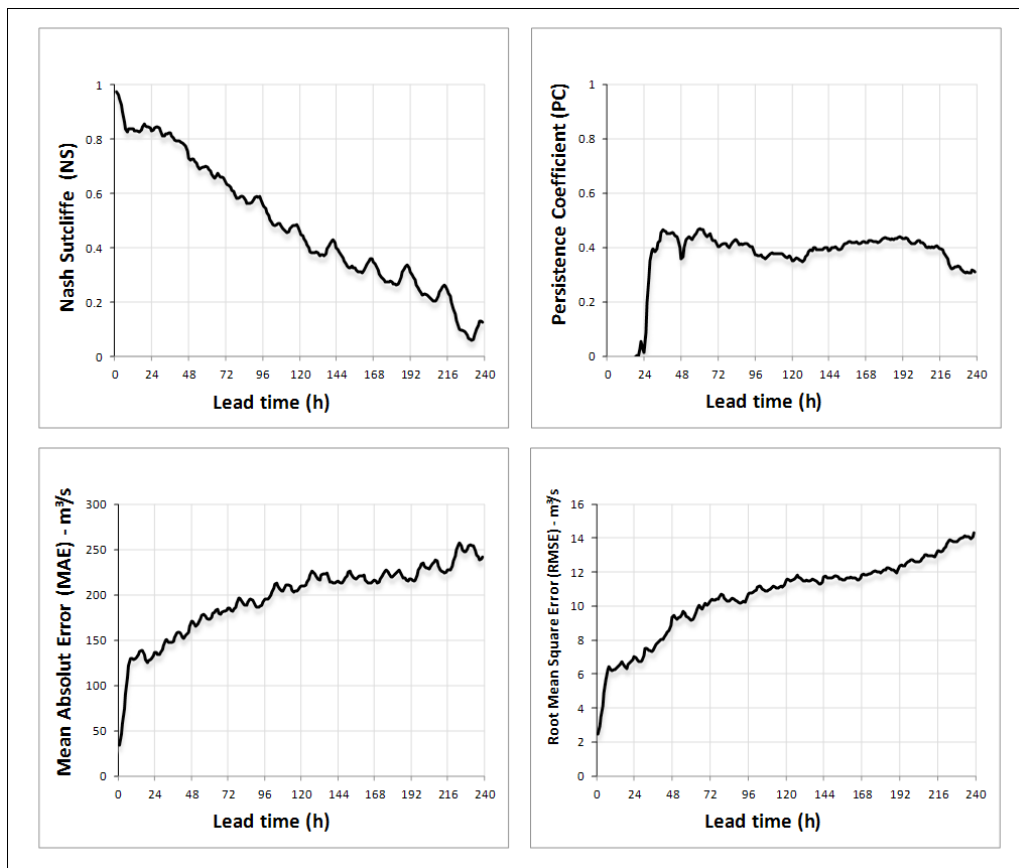 Nash Sutcliffe (NS)
1
0.8
0.6
0.4
0.2
0
0 24 48 72 96 120 144 168 192 216 240
Lead time (h)
Persistence Coefficient (PC)
1
0.8
0.6
0.4
0.2
0
0 24 48 72 96 120 144 168 192 216 240
Lead time (h)
Mean Absolut Error (MAE) - m³/s
300
250
200
150
100
50
0
0 24 48 72 96 120 144 168 192 216 240
Lead time (h)
Root Mean Square Error (RMSE) - m³/s
16
14
12
10
8
6
4
2
0
0 24 48 72 96 120 144 168 192 216 240
Lead time (h)